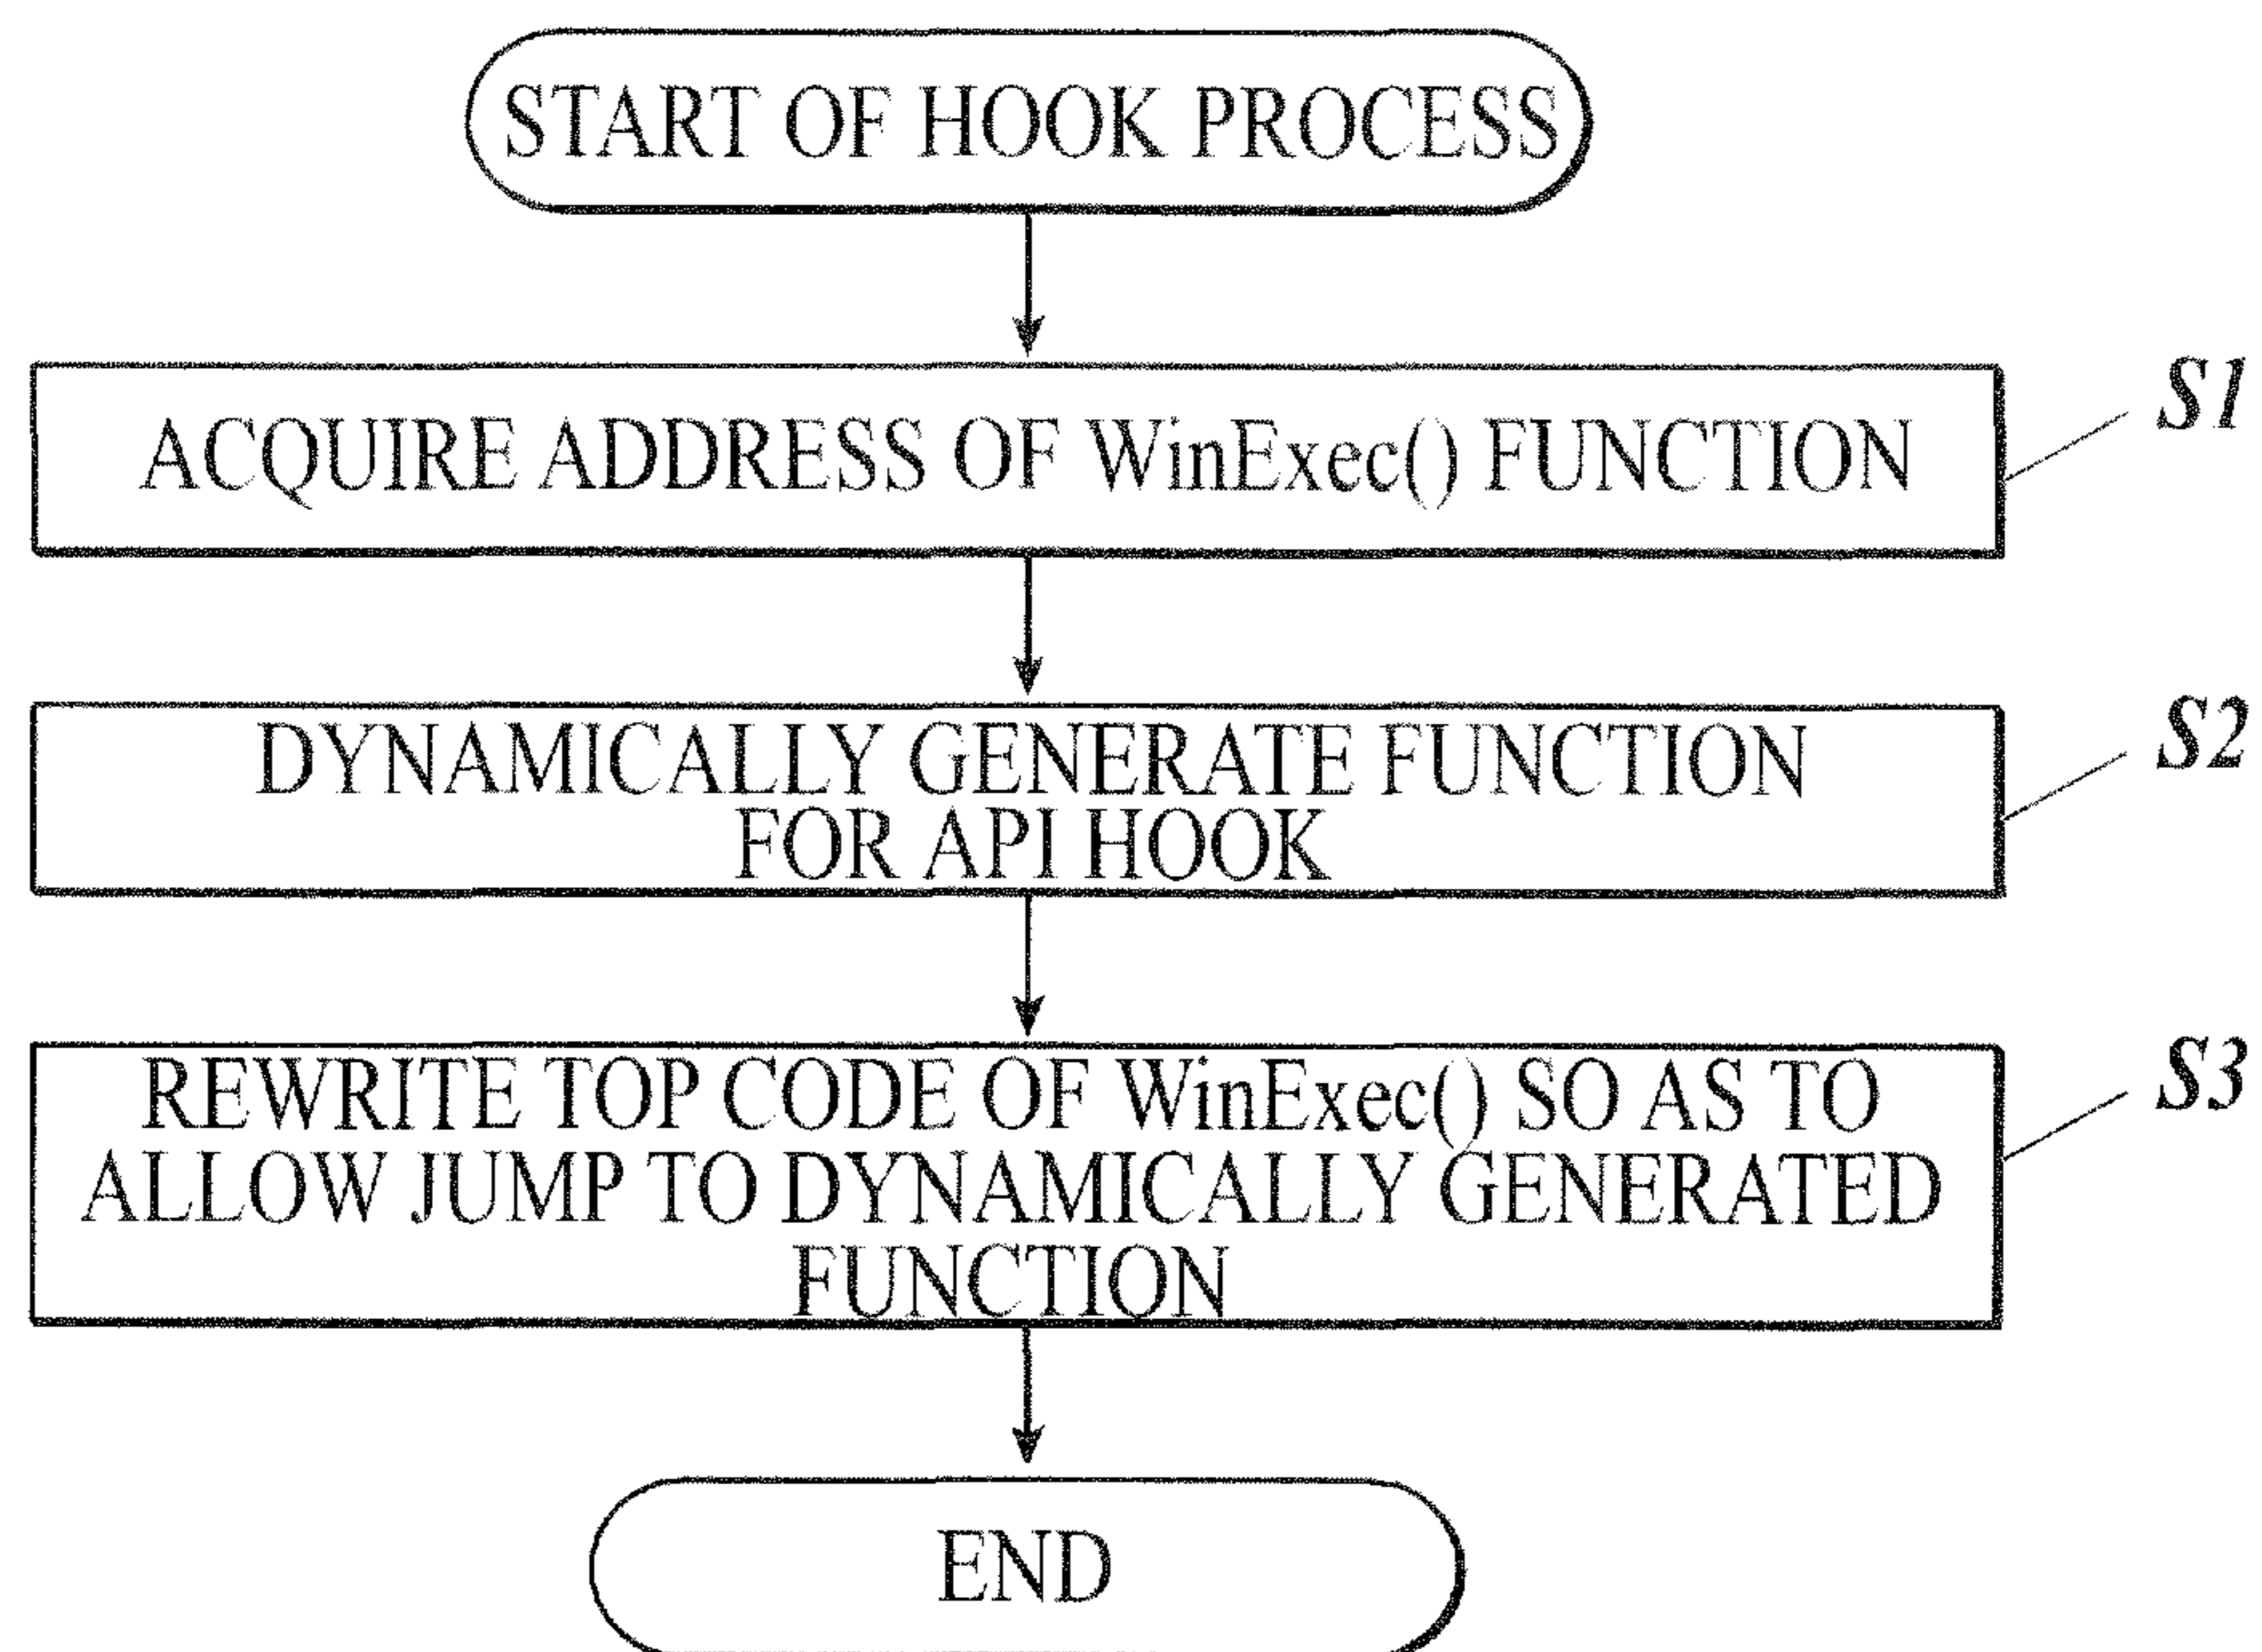 START OF HOOK PROCESS
ACQUIRE ADDRESS OF WinExec() FUNCTION
S1
DYNAMICALLY GENERATE FUNCTION
FOR API HOOK
S2
REWRITE TOP CODE OF WinExec() SO AS TO
ALLOW JUMP TO DYNAMICALLY GENERATED
FUNCTION
S3
END